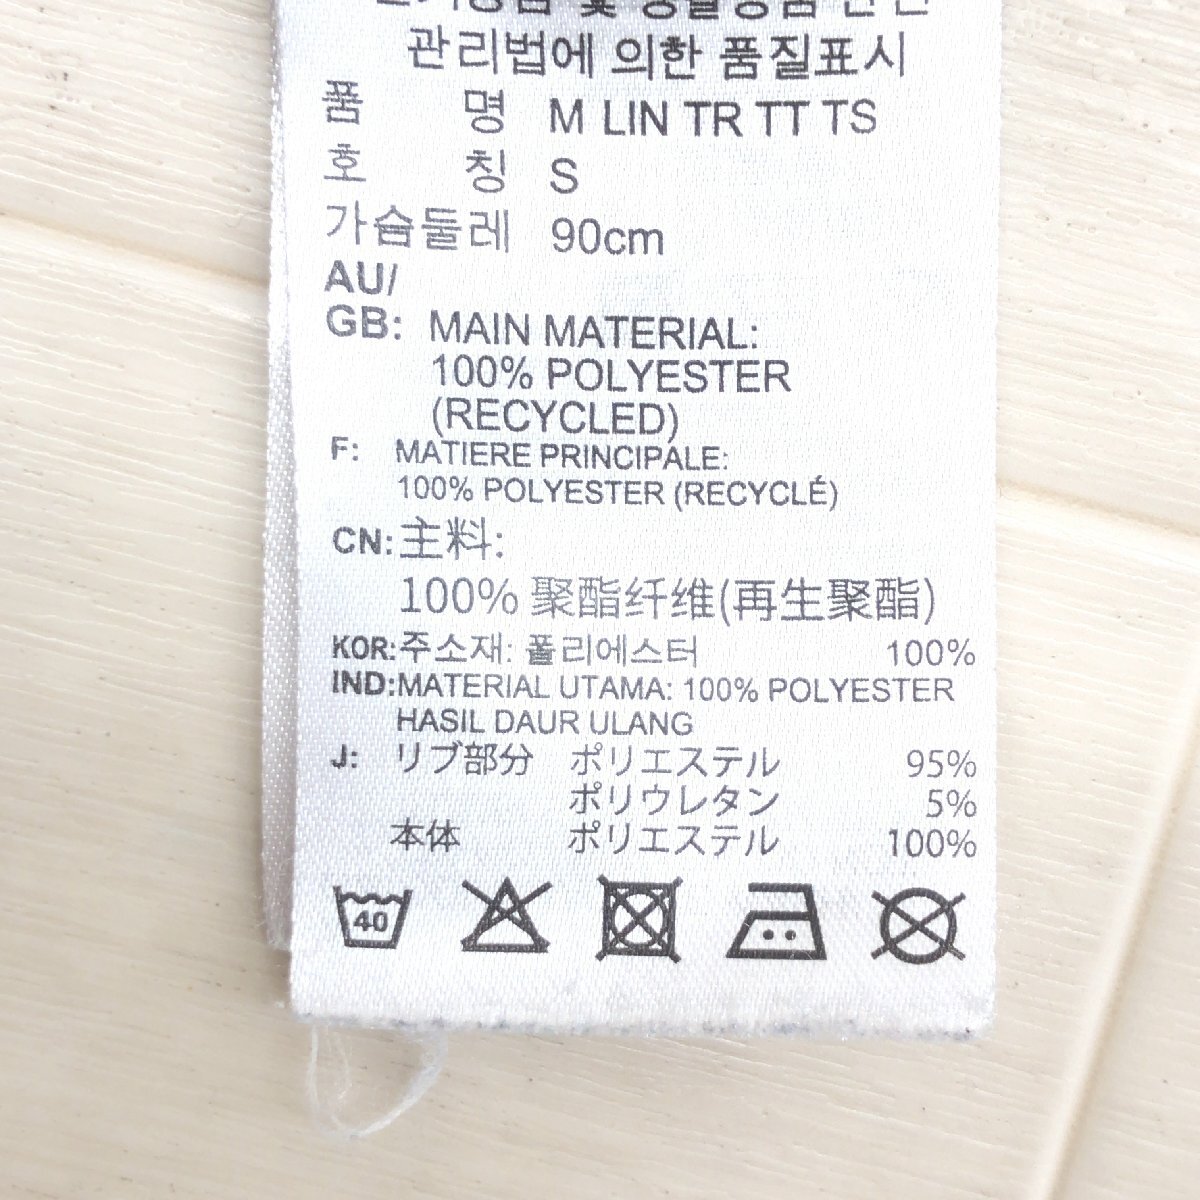 관리법에 의한 품질표시
품 명 M LIN TR TT TS
호 칭 S
가슴둘레 90cm
AU/
GB: MAIN MATERIAL:
100% POLYESTER
(RECYCLED)
F: MATIERE PRINCIPALE:
100% POLYESTER (RECYCLÉ)
CN: 主料:
100% 聚酯纤维(再生聚酯)
KOR: 주소재: 폴리에스터 100%
IND: MATERIAL UTAMA: 100% POLYESTER
HASIL DAUR ULANG
J: リブ部分 ポリエステル 95%
ポリウレタン 5%
本体 ポリエステル 100%
40